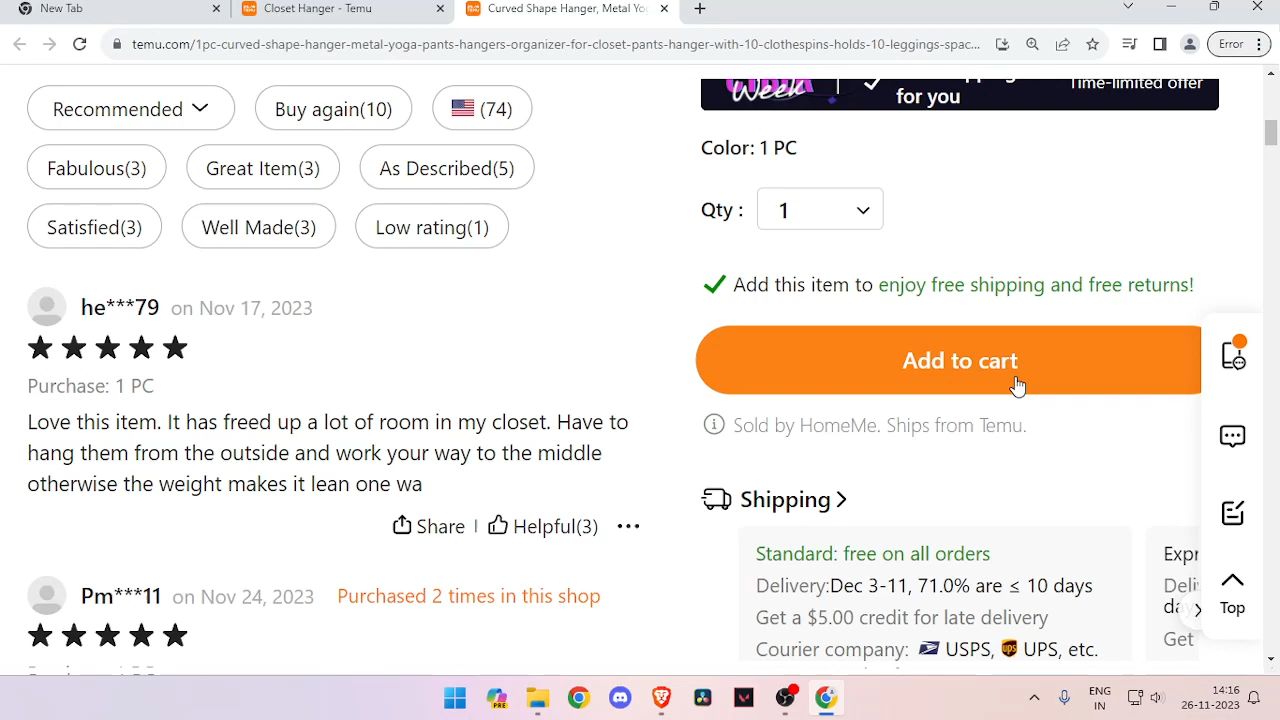 New Tab
Closet Hanger - Temu
Curved Shape Hanger, Metal Yo
temu.com/1pc-curved-shape-hanger-metal-yoga-pants-hangers-organizer-for-closet-pants-hanger-with-10-clothespins-holds-10-leggings-spac...
Error
Recommended
Buy again(10)
(74)
Fabulous(3)
Great Item(3)
As Described(5)
Satisfied(3)
Well Made(3)
Low rating(1)
he***79 on Nov 17, 2023
Purchase: 1 PC
Love this item. It has freed up a lot of room in my closet. Have to
hang them from the outside and work your way to the middle
otherwise the weight makes it lean one wa
Share | Helpful(3)
Pm***11 on Nov 24, 2023 Purchased 2 times in this shop
Week
for you
Time-limited offer
Color: 1 PC
Qty : 1
Add this item to enjoy free shipping and free returns!
Add to cart
Sold by HomeMe. Ships from Temu.
Shipping
Standard: free on all orders
Delivery:Dec 3-11, 71.0% are ≤ 10 days
Get a $5.00 credit for late delivery
Courier company: USPS, UPS, etc.
Expr
Deli
day
Get
Top
PRE
ups
ENG
IN
14:16
26-11-2023